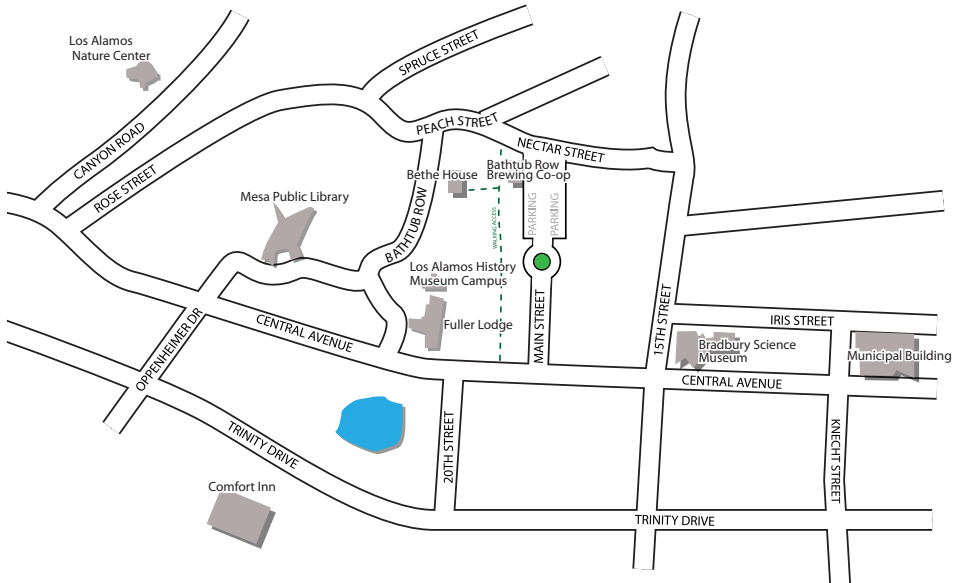 Los Alamos
Nature Center
SPRUCE STREET
CANYON ROAD
PEACH STREET
NECTAR STREET
ROSE STREET
Bathtub Row
Brewing Co-op
Bethe House
Mesa Public Library
PARKING
PARKING
WALKING ACCESS
BATHTUB ROW
Los Alamos History
Museum Campus
Fuller Lodge
MAIN STREET
15TH STREET
IRIS STREET
CENTRAL AVENUE
OPPENHEIMER DR
Bradbury Science
Museum
Municipal Building
CENTRAL AVENUE
TRINITY DRIVE
20TH STREET
KNECHT STREET
Comfort Inn
TRINITY DRIVE